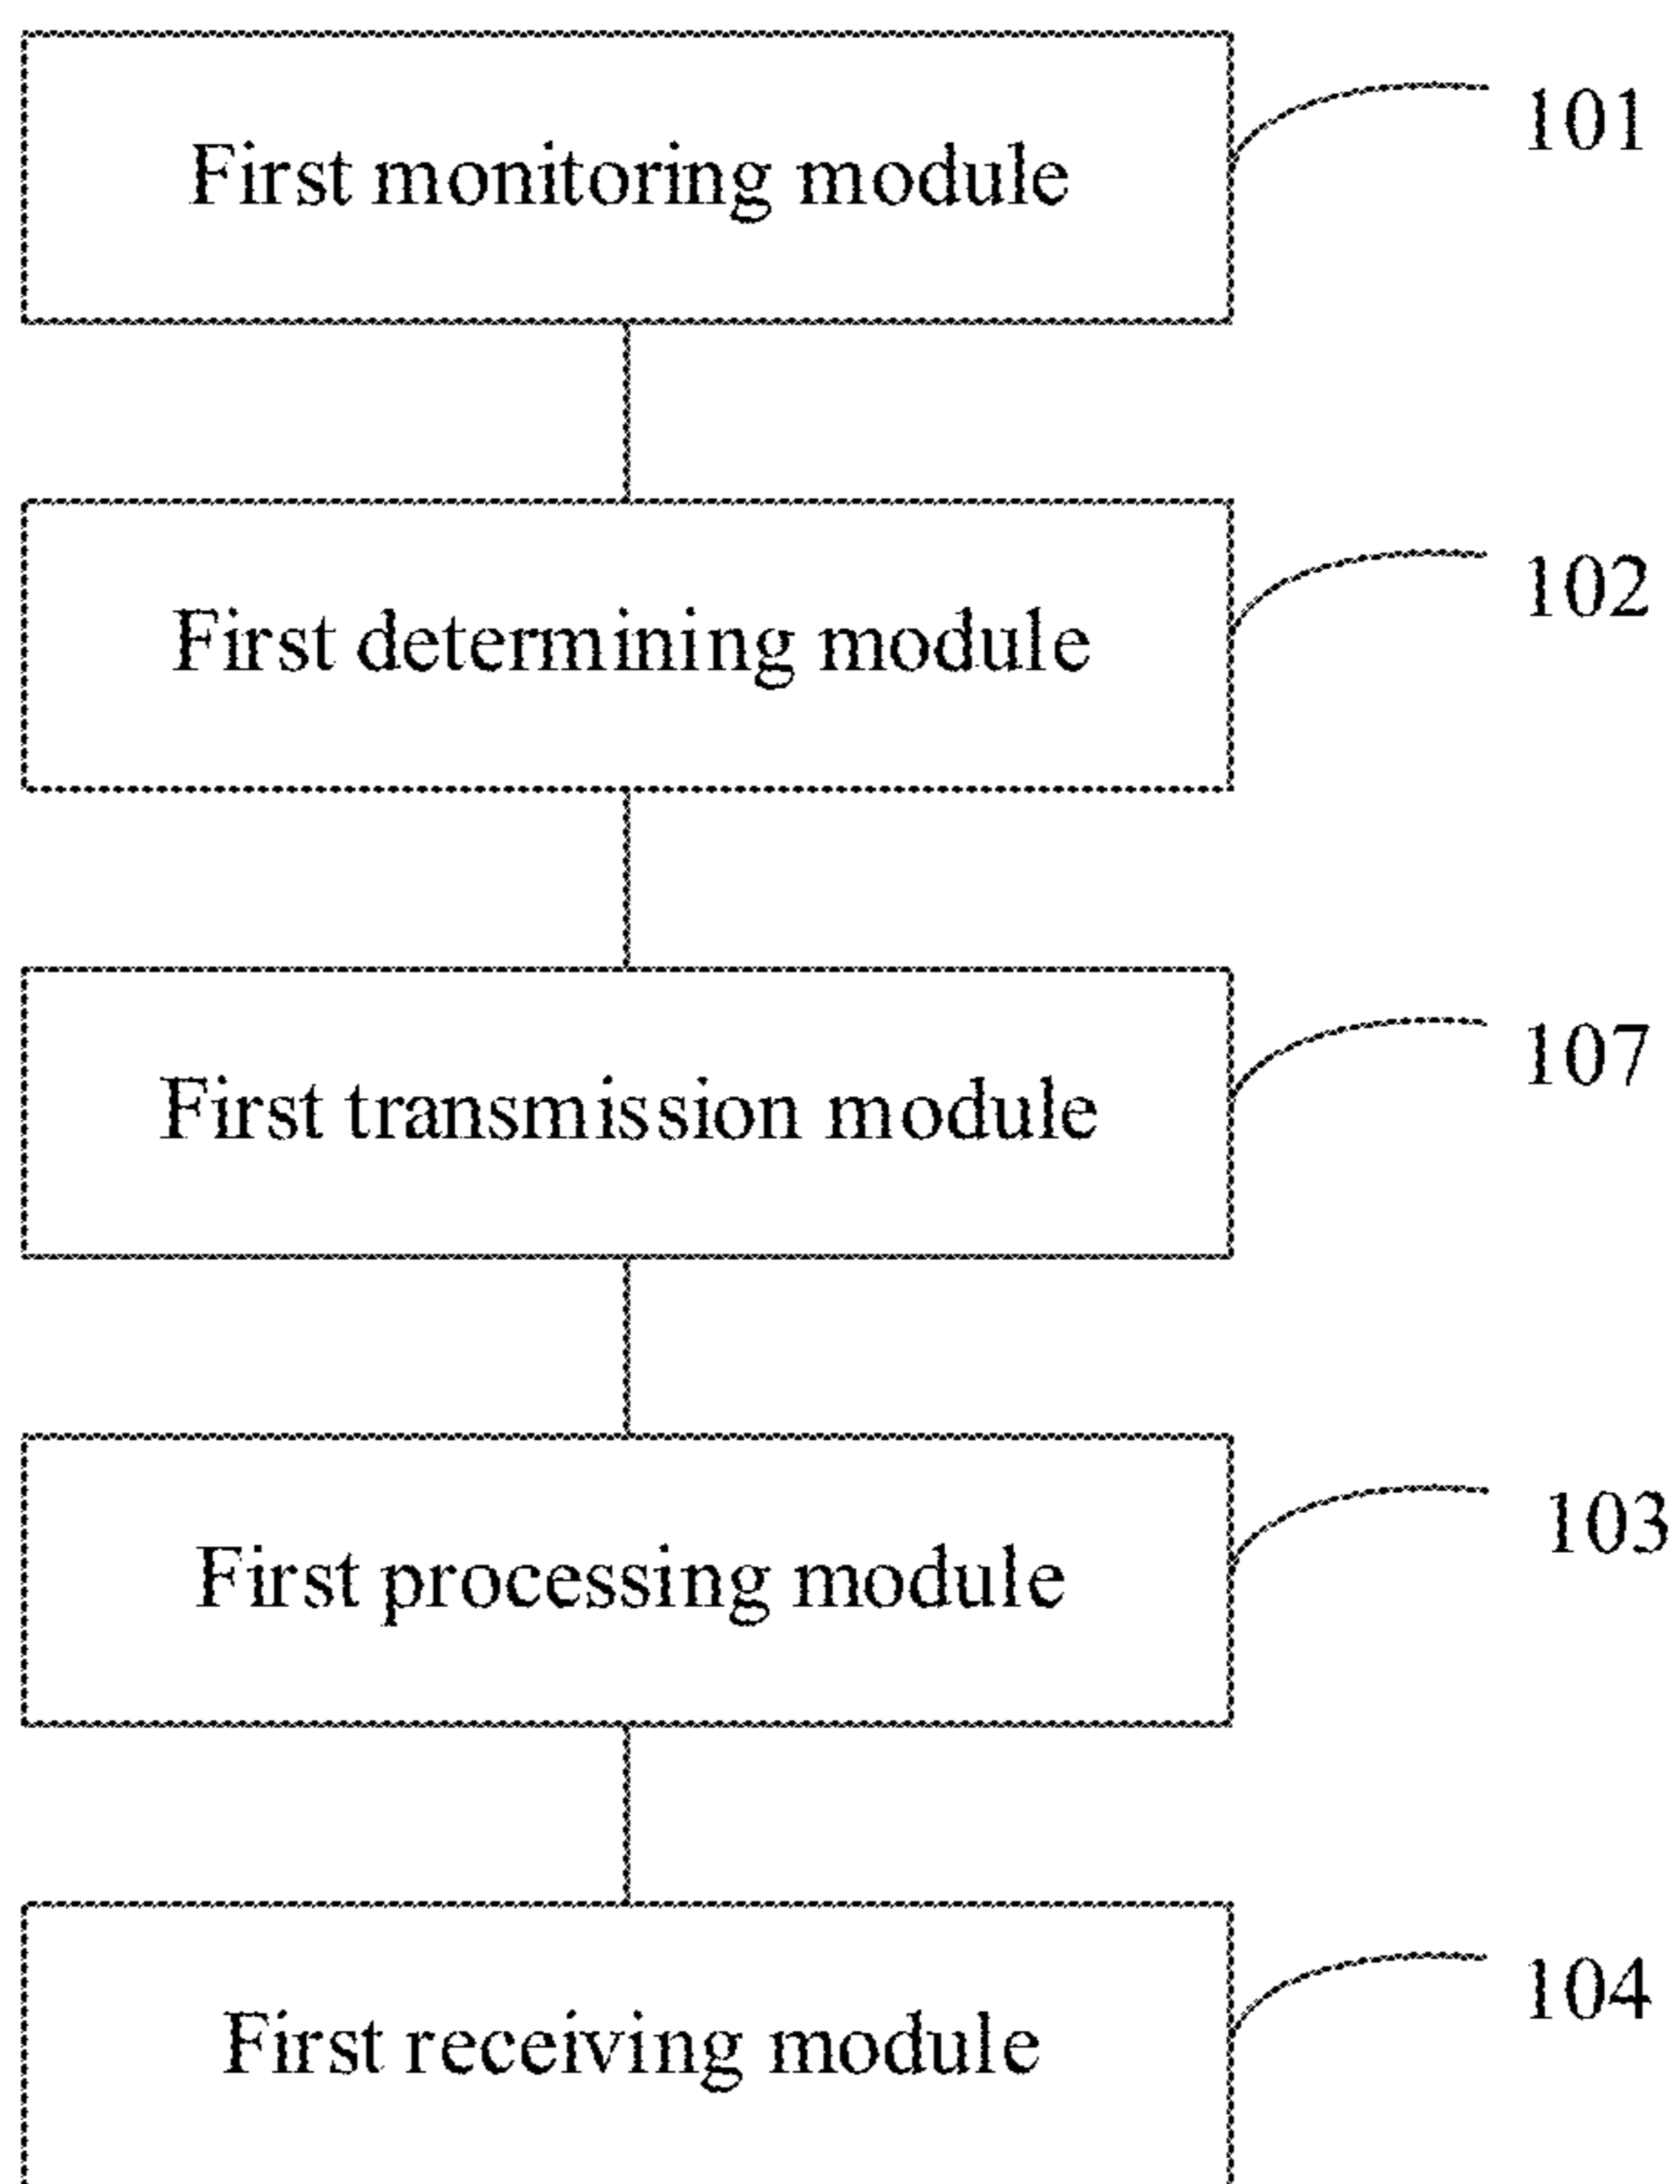 First monitoring module
101
First determining module
102
First transmission module
107
First processing module
103
First receiving module
104